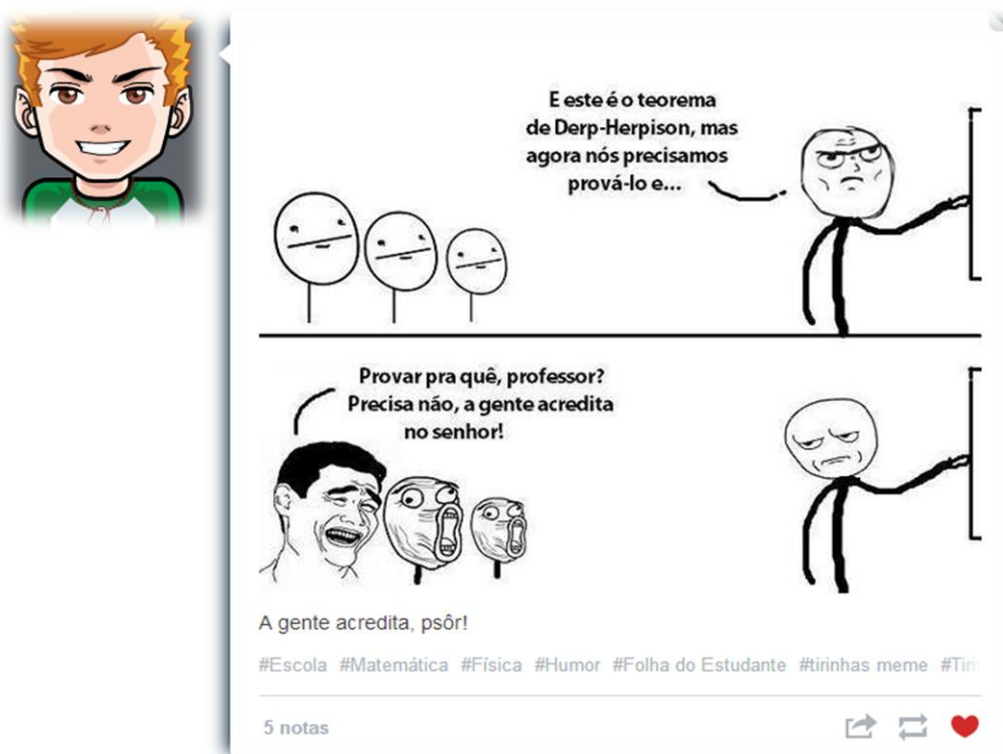 E este é o teorema
de Derp-Herpison, mas
agora nós precisamos
prová-lo e...
Provar pra quê, professor?
Precisa não, a gente acredita
no senhor!
A gente acredita, psôr!
#Escola #Matemática #Física #Humor #Folha do Estudante #tirinhas meme
5 notas